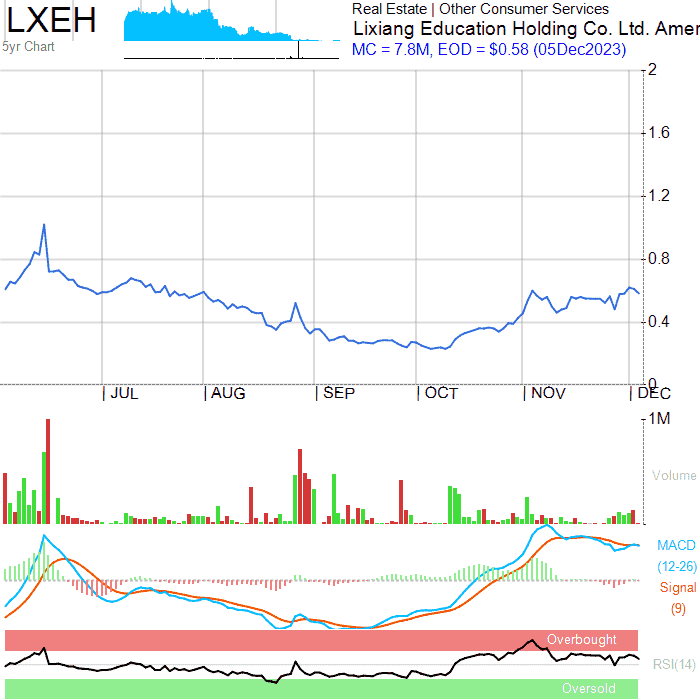 LXEH
5yr Chart
Real Estate | Other Consumer Services
Lixiang Education Holding Co. Ltd. Amer
MC = 7.8M, EOD = $0.58 (05Dec2023)
2
1.6
1.2
0.8
0.4
0
| JUL | AUG | SEP | OCT | NOV | DEC
1M
Volume
MACD
(12-26)
Signal
(9)
Overbought
RSI(14)
Oversold